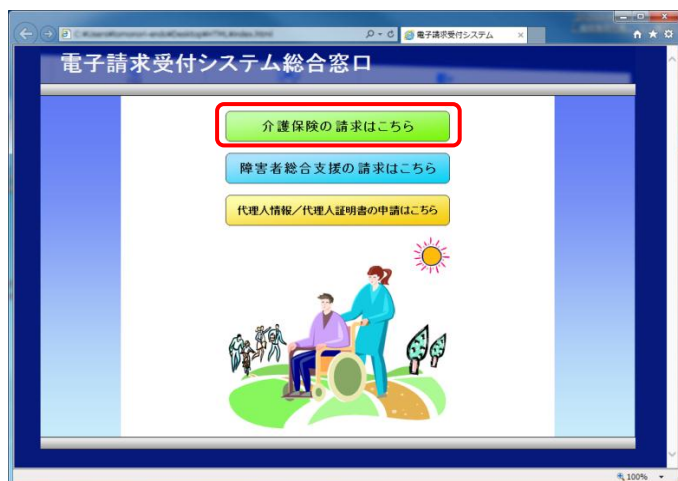 電子請求受付システム
電子請求受付システム総合窓口
介護保険の請求はこちら
障害者総合支援の請求はこちら
代理人情報／代理人証明書の申請はこちら
100%